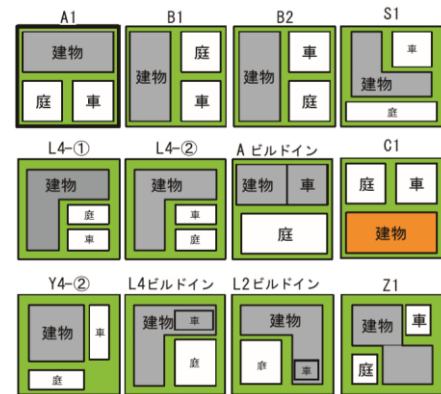 A1
B1
B2
S1
建物
庭
車
建物
庭
車
建物
車
庭
車
建物
庭
L4-①
L4-②
A ビルドイン
C1
建物
庭
車
建物
車
庭
建物
車
庭
庭
車
建物
Y4-②
L4ビルドイン
L2ビルドイン
Z1
建物
車
庭
建物
車
庭
建物
庭
車
建物
車
庭